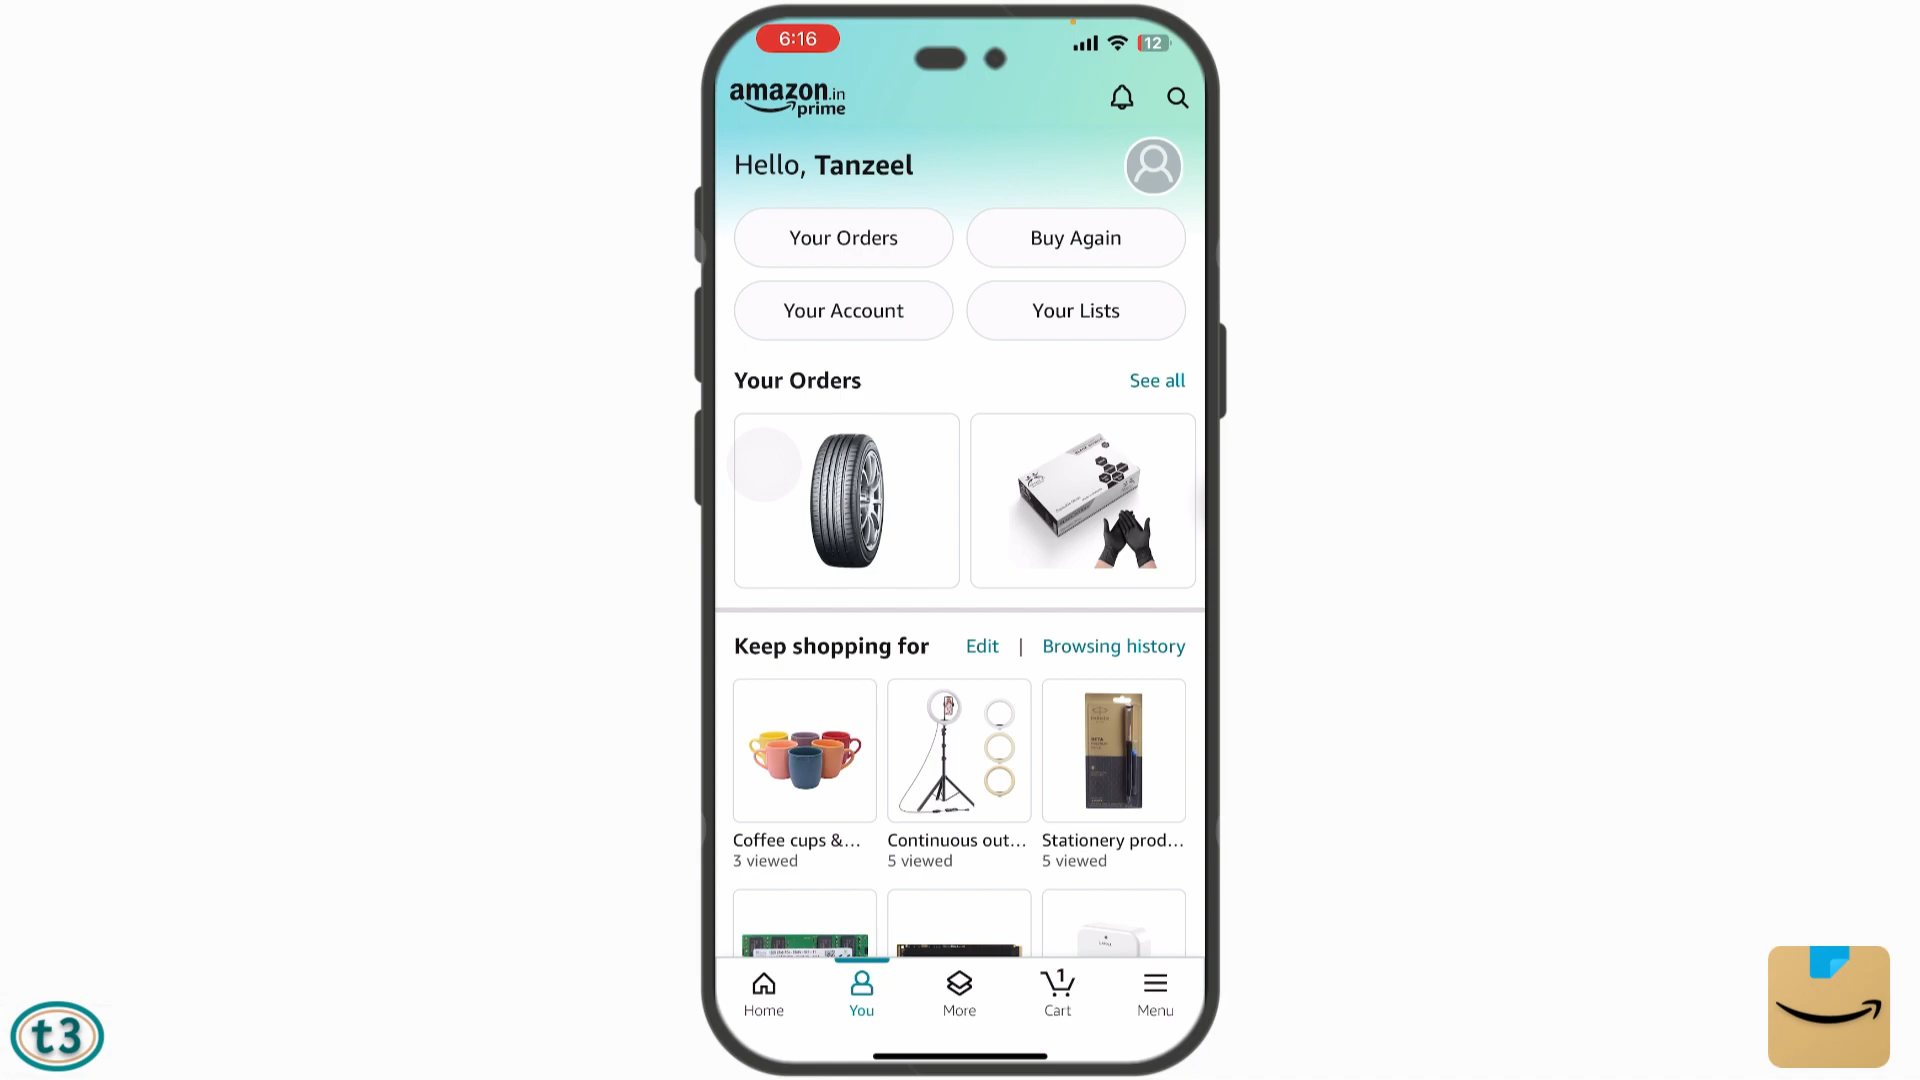 6:16
12
amazon.in
prime
Hello, Tanzeel
Your Orders
Buy Again
Your Account
Your Lists
Your Orders
See all
Keep shopping for
Edit | Browsing history
Coffee cups &...
3 viewed
Continuous out...
5 viewed
Stationery prod...
5 viewed
Home
You
More
1
Cart
Menu
t3